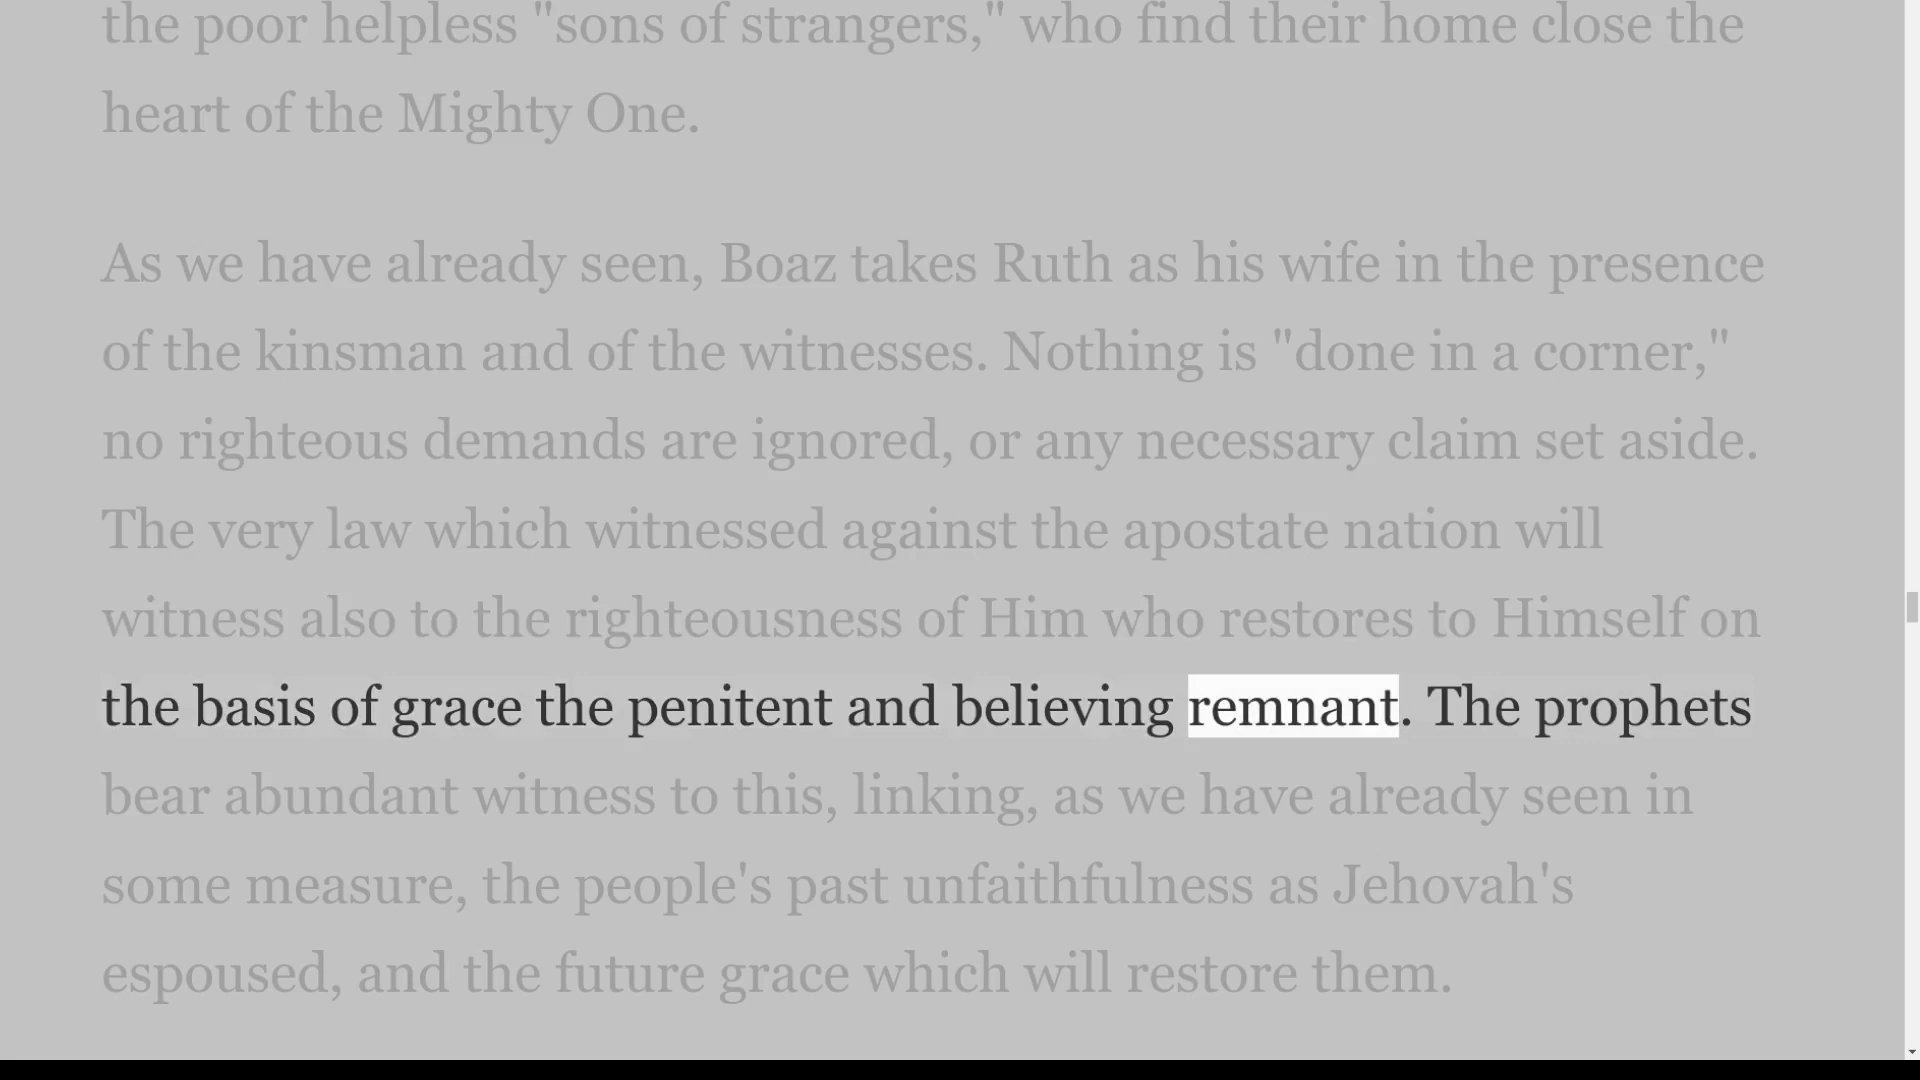 the poor helpless "sons of strangers," who find their home close the
heart of the Mighty One.
As we have already seen, Boaz takes Ruth as his wife in the presence
of the kinsman and of the witnesses. Nothing is "done in a corner,"
no righteous demands are ignored, or any necessary claim set aside.
The very law which witnessed against the apostate nation will
witness also to the righteousness of Him who restores to Himself on
the basis of grace the penitent and believing remnant. The prophets
bear abundant witness to this, linking, as we have already seen in
some measure, the people's past unfaithfulness as Jehovah's
espoused, and the future grace which will restore them.